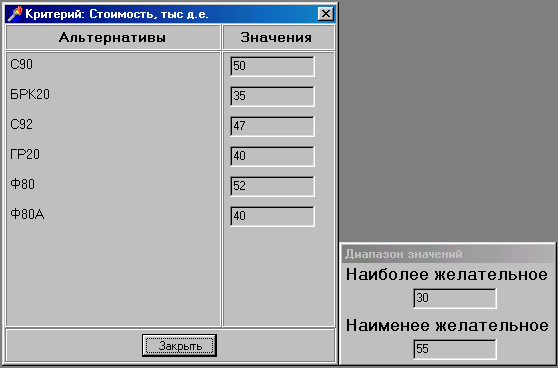 Критерий: Стоимость, тыс д.е.
Альтернативы Значения
С90 50
БРК20 35
С92 47
ГР20 40
Ф80 52
Ф80А 40
Закрыть
Диапазон значений
Наиболее желательное
30
Наименее желательное
55